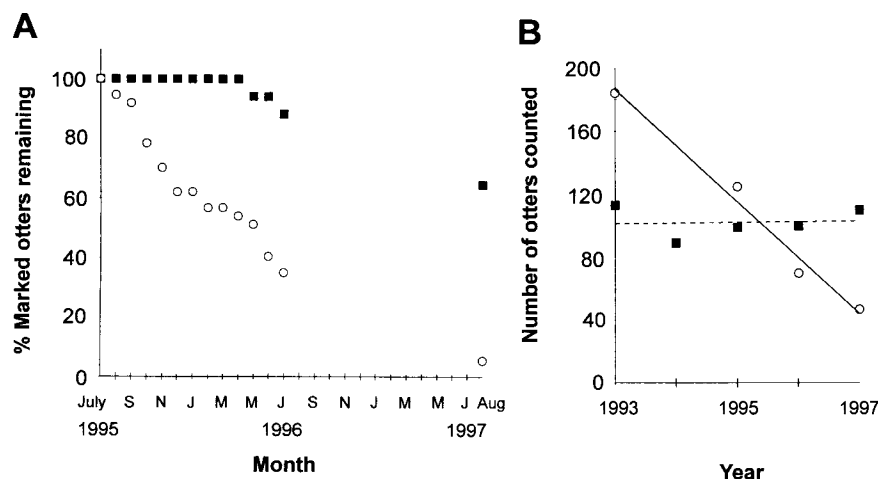 A
% Marked otters remaining
100
80
60
40
20
0
July S N J M M J S N J M M J Aug
1995 1996 1997
Month
B
Number of otters counted
200
160
120
80
40
0
1993 1995 1997
Year